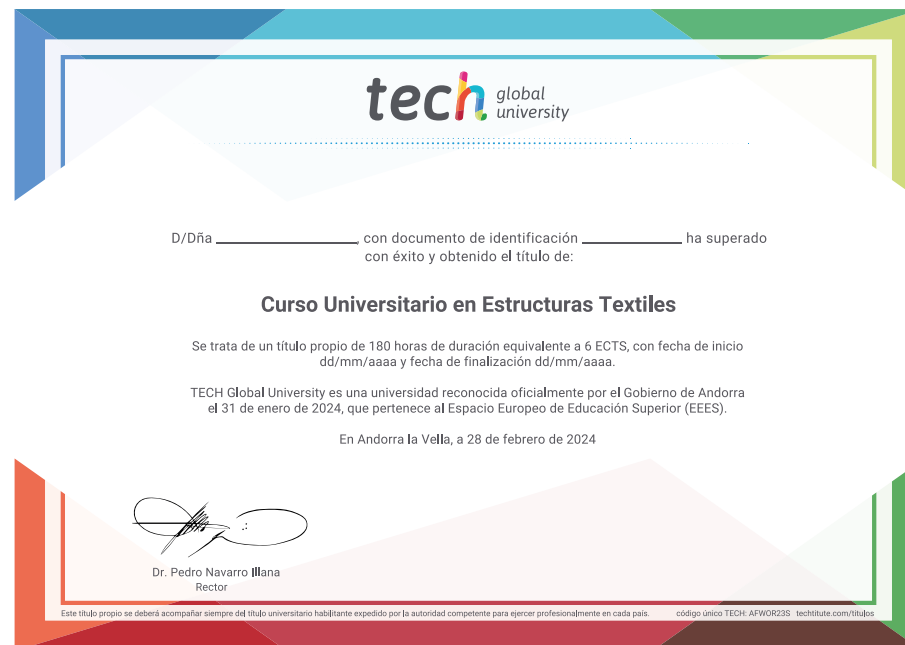 tech global university
D/Dña ______________, con documento de identificación __________ ha superado
con éxito y obtenido el título de:
Curso Universitario en Estructuras Textiles
Se trata de un título propio de 180 horas de duración equivalente a 6 ECTS, con fecha de inicio
dd/mm/aaaa y fecha de finalización dd/mm/aaaa.
TECH Global University es una universidad reconocida oficialmente por el Gobierno de Andorra
el 31 de enero de 2024, que pertenece al Espacio Europeo de Educación Superior (EEES).
En Andorra la Vella, a 28 de febrero de 2024
Dr. Pedro Navarro Illana
Rector
Este título propio se deberá acompañar siempre del título universitario habilitante expedido por la autoridad competente para ejercer profesionalmente en cada país. código único TECH: AFWOR23S techtitute.com/titulos